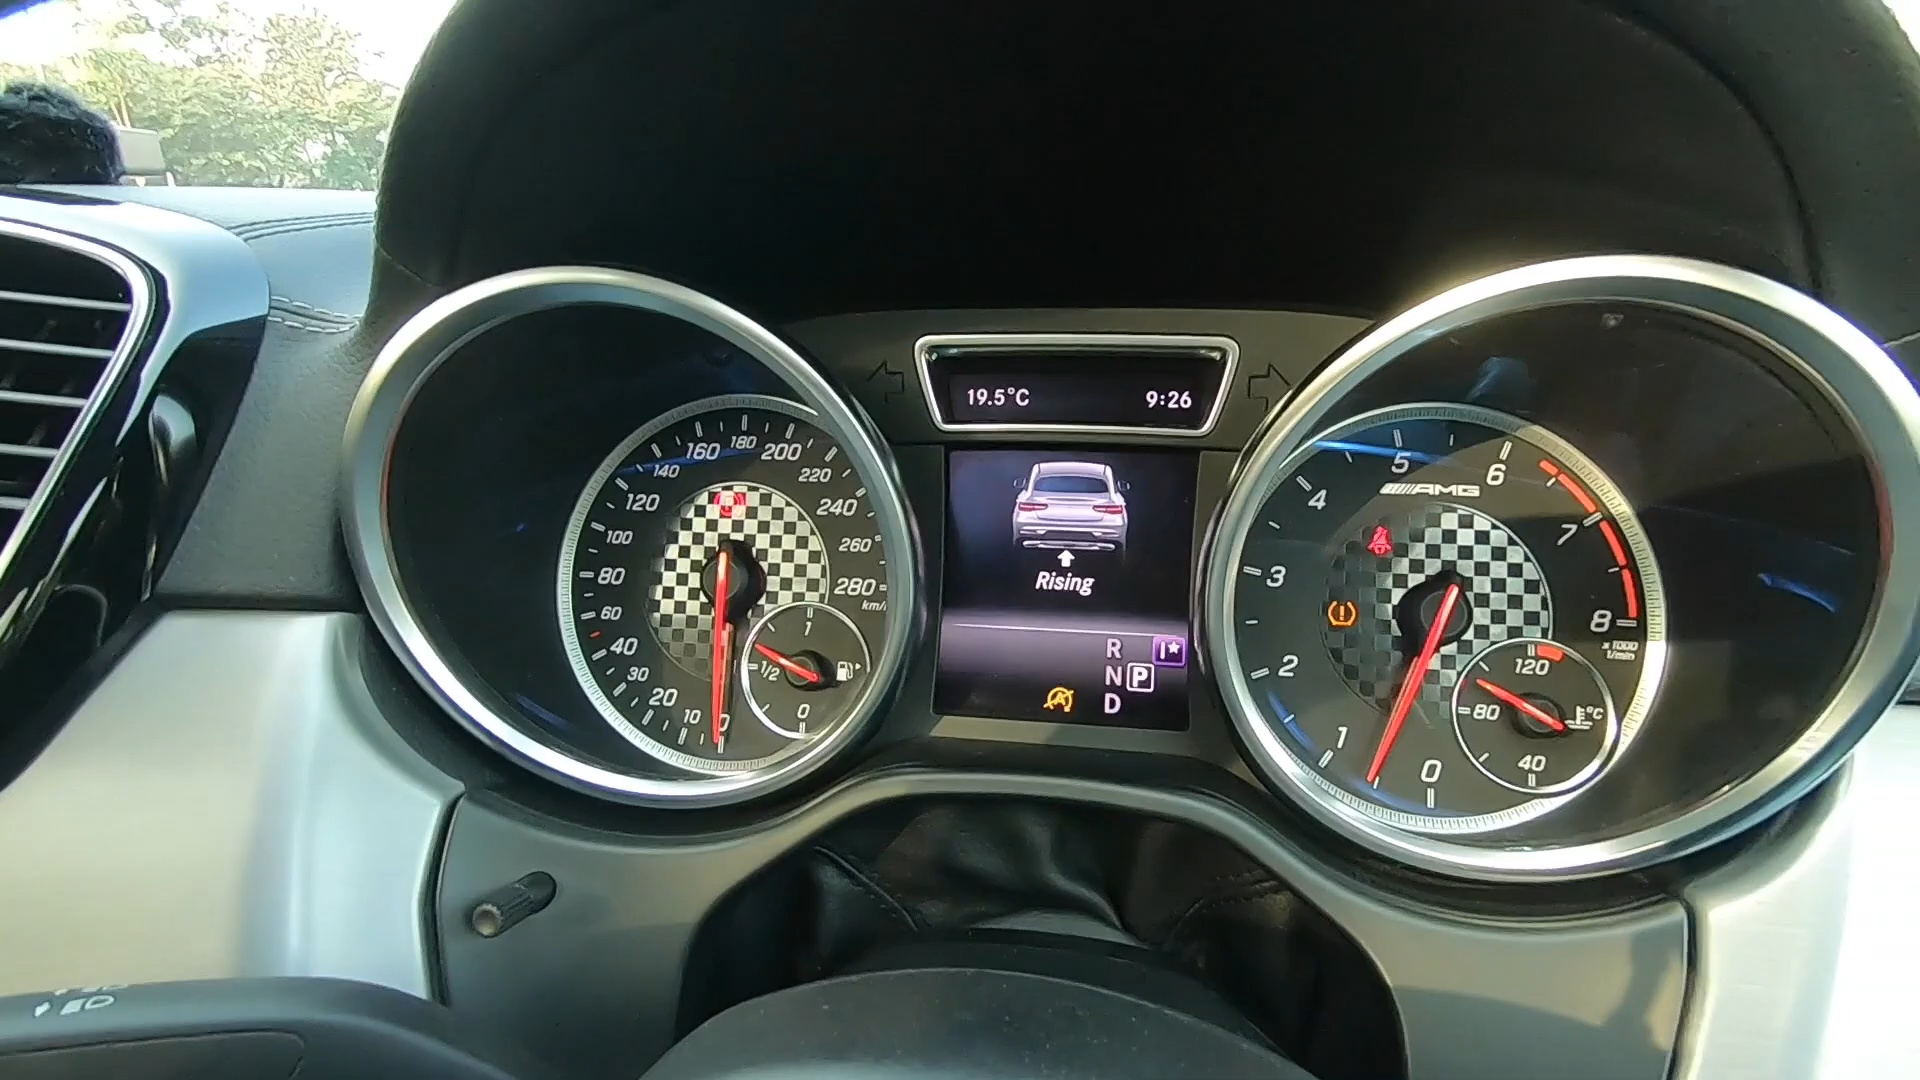 19.5°C 9:26
160 180 200
140 220
120 240
100 260
80 280
km/
60
40
30
20
10 0
1
1/2
0
Rising
R
N P
D
5 6
4 AMG
7
3
8
x1000
1/min
2
1
0
120
80 °C
40